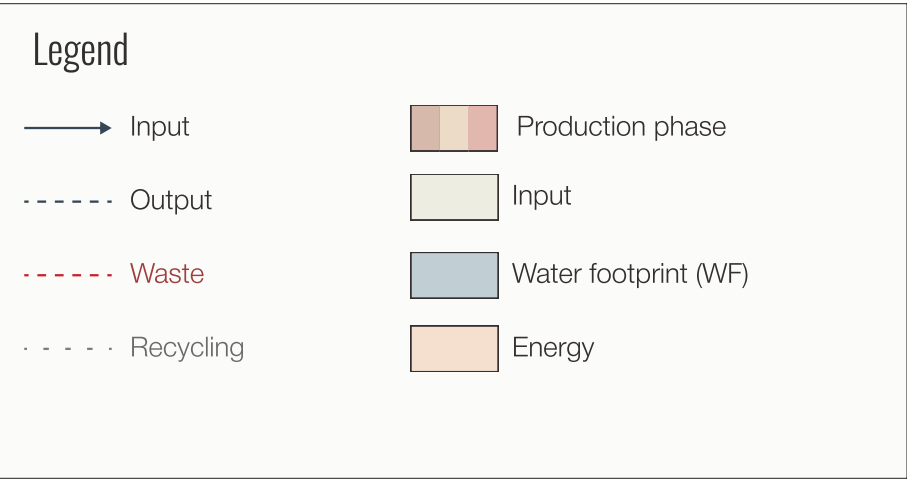 Legend
Input
Output
Waste
Recycling
Production phase
Input
Water footprint (WF)
Energy